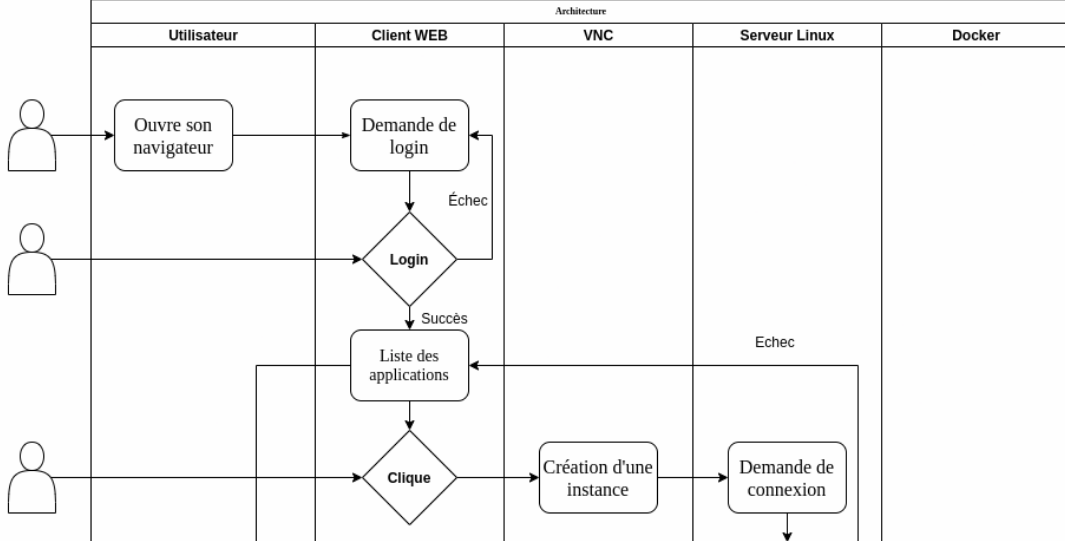 Architecture
Utilisateur
Client WEB
VNC
Serveur Linux
Docker
Ouvre son
navigateur
Demande de
login
Échec
Login
Succès
Echec
Liste des
applications
Clique
Création d'une
instance
Demande de
connexion